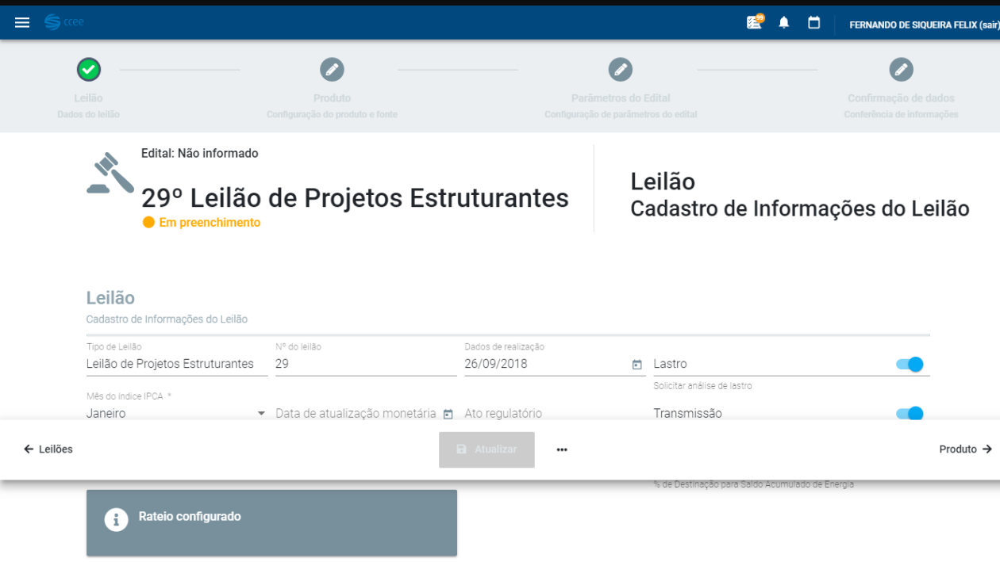 ccee
99
FERNANDO DE SIQUEIRA FELIX (sair)
Leilão
Dados do leilão
Produto
Configuração do produto e fonte
Parâmetros do Edital
Configuração de parâmetros do edital
Confirmação de dados
Conferência de informações
Edital: Não informado
29º Leilão de Projetos Estruturantes
Em preenchimento
Leilão
Cadastro de Informações do Leilão
Leilão
Cadastro de Informações do Leilão
Tipo de Leilão
Leilão de Projetos Estruturantes
Nº do leilão
29
Dados de realização
26/09/2018
Lastro
Solicitar análise de lastro
Mês do índice IPCA *
Janeiro
Data de atualização monetária
Ato regulatório
Transmissão
Leilões
Atualizar
Produto
% de Destinação para Saldo Acumulado de Energia
Rateio configurado